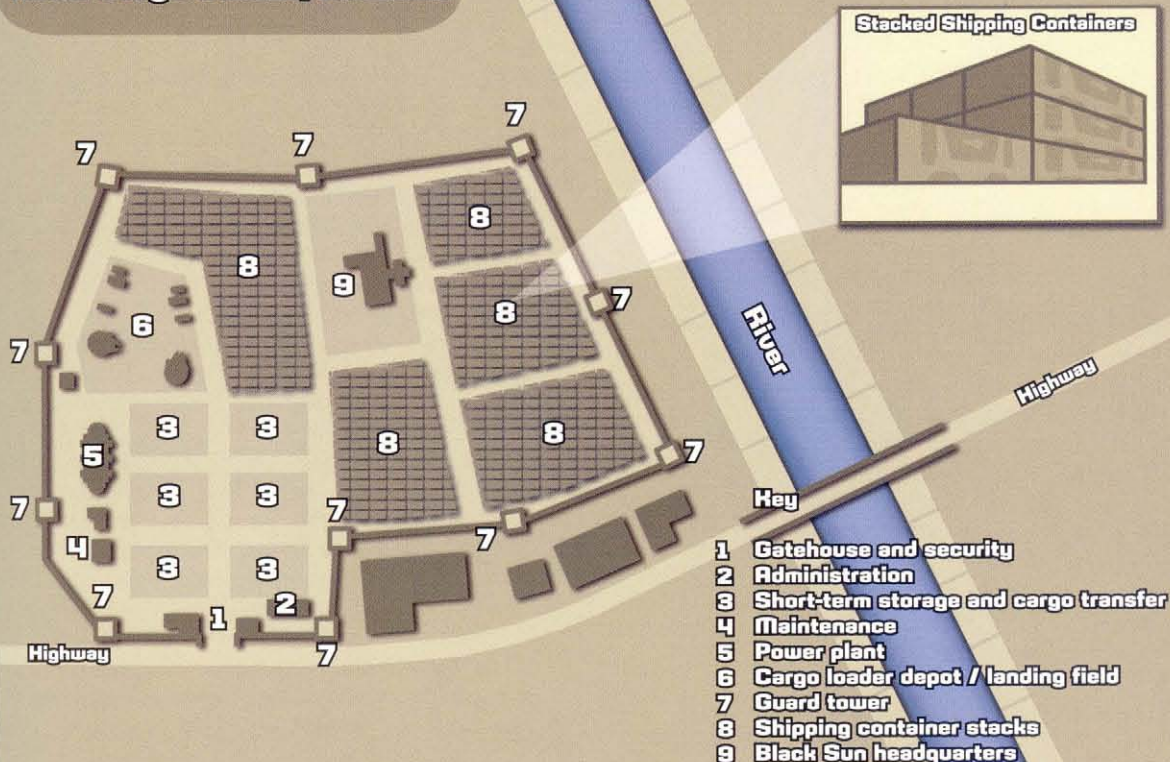 Stacked Shipping Containers
7
7
7
8
8
9
6
8
7
7
River
Highway
3
3
8
8
5
7
7
3
3
7
7
4
3
3
7
1
2
7
Highway
Key
1 Gatehouse and security
2 Administration
3 Short-term storage and cargo transfer
4 Maintenance
5 Power plant
6 Cargo loader depot / landing field
7 Guard tower
8 Shipping container stacks
9 Black Sun headquarters